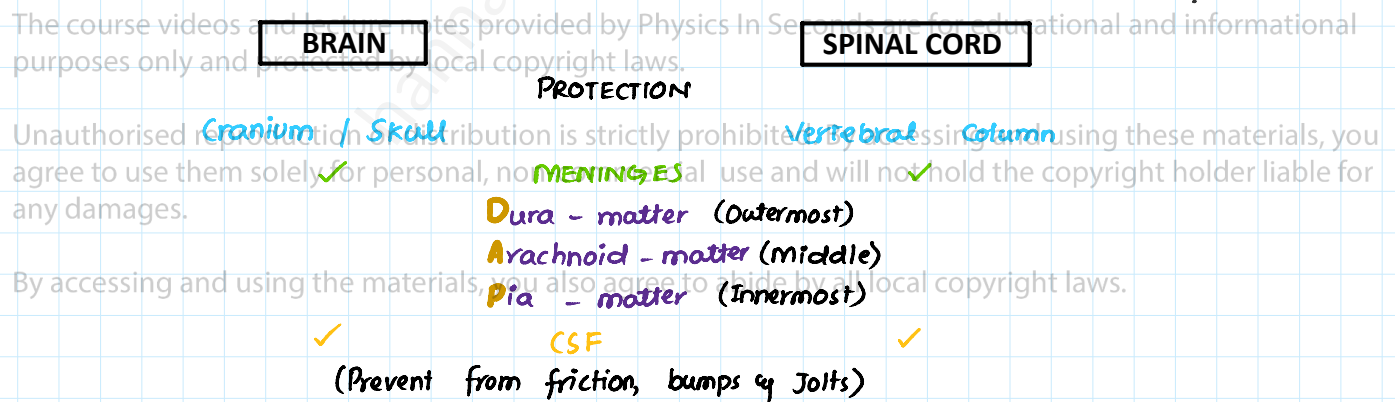 The course videos and lecture notes provided by Physics In Seconds are for educational and informational
BRAIN SPINAL CORD
purposes only and protected by local copyright laws.
PROTECTION
Unauthorised reproduction distribution is strictly prohibited By accessing and using these materials, you
Cranium / Skull Vertebral Column
agree to use them solely for personal, use and will not hold the copyright holder liable for
✓ MENINGES ✓
any damages.
Dura - matter (Outermost)
Arachnoid - matter (Middle)
By accessing and using the materials, you also agree to abide by all local copyright laws.
Pia - matter (Innermost)
✓ CSF ✓
(Prevent from friction, bumps & Jolts)